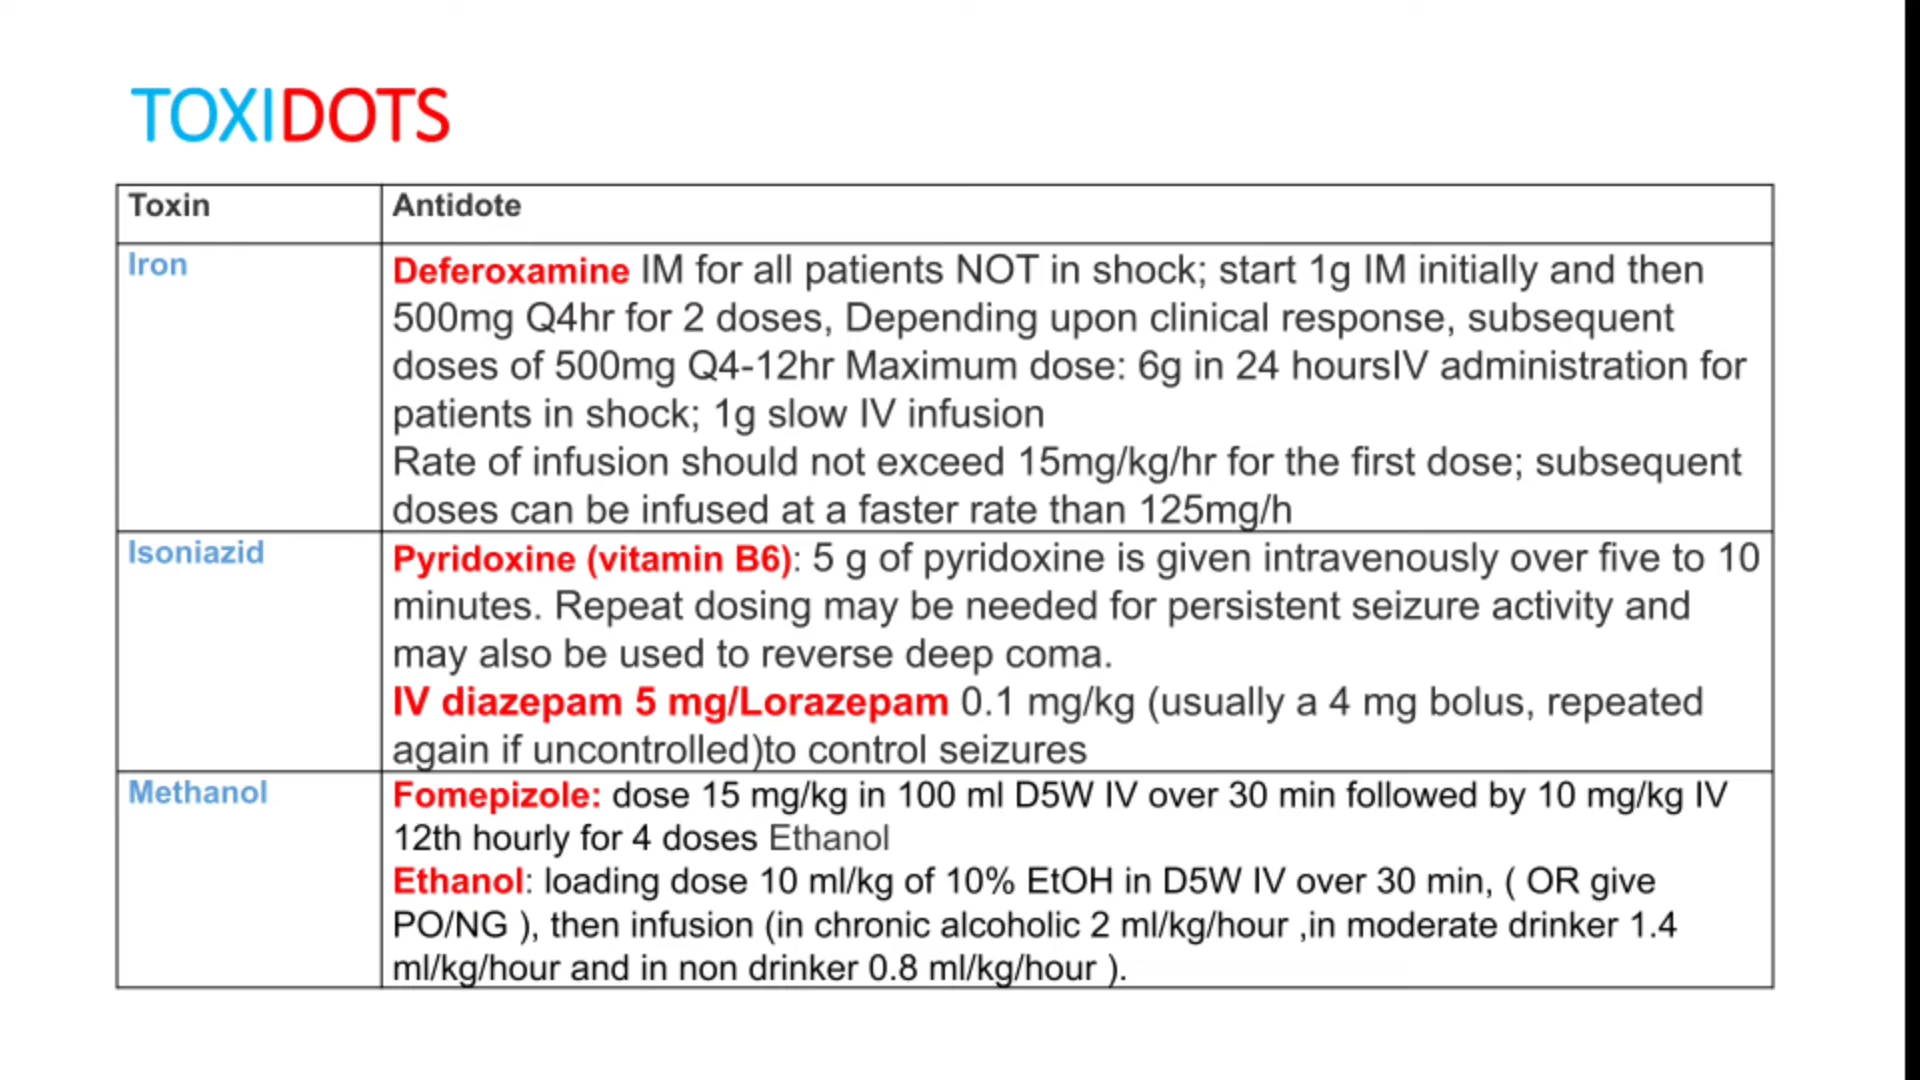 TOXIDOTS
Toxin
Antidote
Iron
Deferoxamine IM for all patients NOT in shock; start 1g IM initially and then
500mg Q4hr for 2 doses, Depending upon clinical response, subsequent
doses of 500mg Q4-12hr Maximum dose: 6g in 24 hoursIV administration for
patients in shock; 1g slow IV infusion
Rate of infusion should not exceed 15mg/kg/hr for the first dose; subsequent
doses can be infused at a faster rate than 125mg/h
Isoniazid
Pyridoxine (vitamin B6): 5 g of pyridoxine is given intravenously over five to 10
minutes. Repeat dosing may be needed for persistent seizure activity and
may also be used to reverse deep coma.
IV diazepam 5 mg/Lorazepam 0.1 mg/kg (usually a 4 mg bolus, repeated
again if uncontrolled)to control seizures
Methanol
Fomepizole: dose 15 mg/kg in 100 ml D5W IV over 30 min followed by 10 mg/kg IV
12th hourly for 4 doses Ethanol
Ethanol: loading dose 10 ml/kg of 10% EtOH in D5W IV over 30 min, ( OR give
PO/NG ), then infusion (in chronic alcoholic 2 ml/kg/hour ,in moderate drinker 1.4
ml/kg/hour and in non drinker 0.8 ml/kg/hour ).